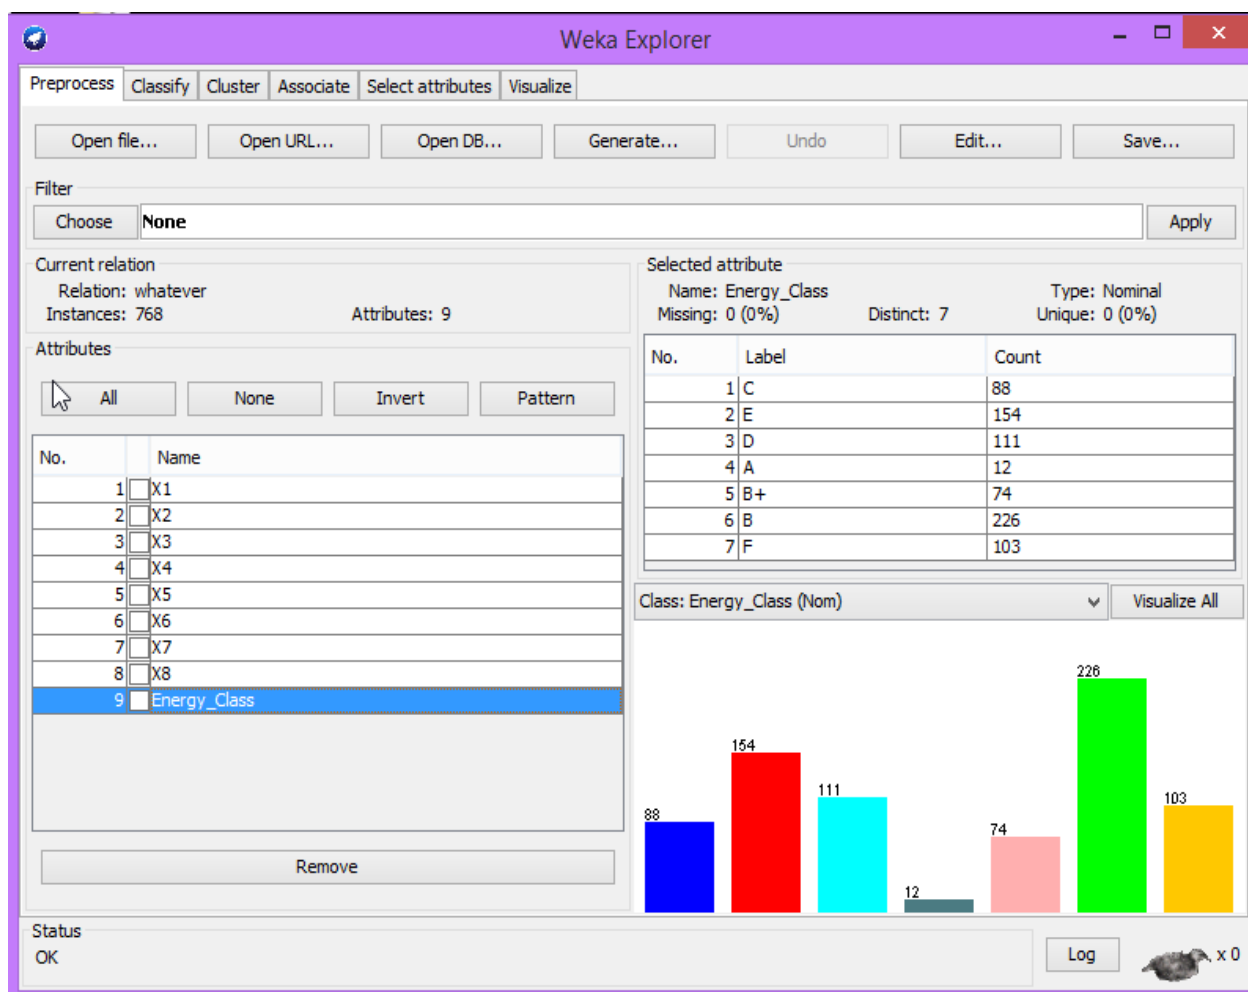 Weka Explorer
Preprocess Classify Cluster Associate Select attributes Visualize
Open file... Open URL... Open DB... Generate... Undo Edit... Save...
Filter
Choose None Apply
Current relation
Relation: whatever
Instances: 768 Attributes: 9
Attributes
All None Invert Pattern
No. Name
1 X1
2 X2
3 X3
4 X4
5 X5
6 X6
7 X7
8 X8
9 Energy_Class
Remove
Selected attribute
Name: Energy_Class Type: Nominal
Missing: 0 (0%) Distinct: 7 Unique: 0 (0%)
No. Label Count
1 C 88
2 E 154
3 D 111
4 A 12
5 B+ 74
6 B 226
7 F 103
Class: Energy_Class (Nom) Visualize All
88 154 111 12 74 226 103
Status
OK
Log x 0